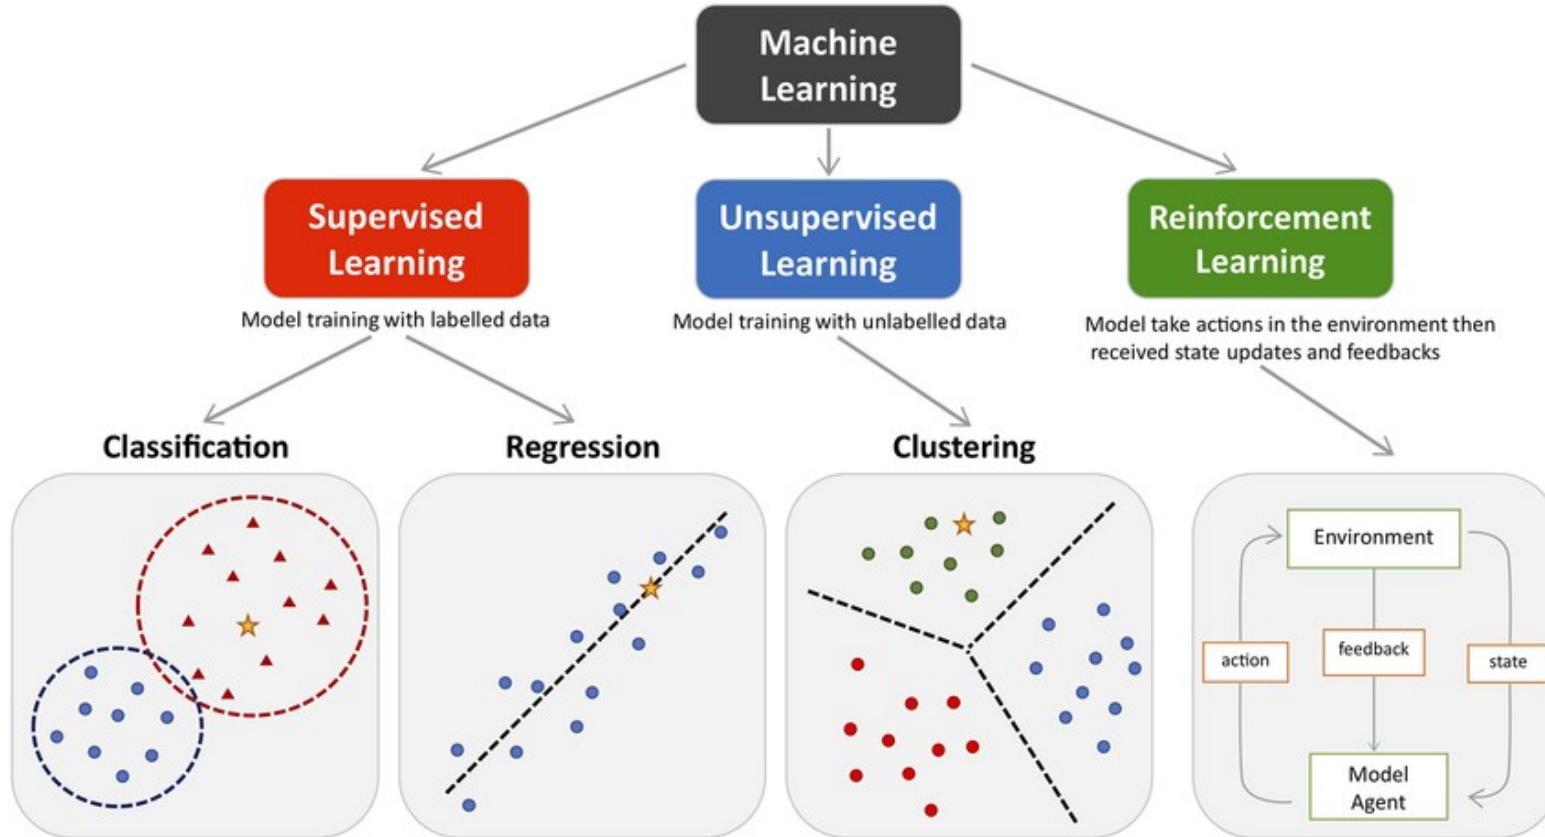 Machine
Learning
Supervised
Learning
Unsupervised
Learning
Reinforcement
Learning
Model training with labelled data
Model training with unlabelled data
Model take actions in the environment then
received state updates and feedbacks
Classification
Regression
Clustering
Environment
action
feedback
state
Model
Agent